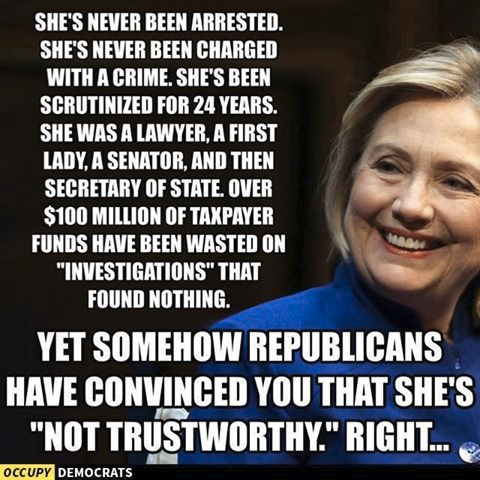 SHE'S NEVER BEEN ARRESTED.
SHE'S NEVER BEEN CHARGED
WITH A CRIME. SHE'S BEEN
SCRUTINIZED FOR 24 YEARS.
SHE WAS A LAWYER, A FIRST
LADY, A SENATOR, AND THEN
SECRETARY OF STATE. OVER
$100 MILLION OF TAXPAYER
FUNDS HAVE BEEN WASTED ON
"INVESTIGATIONS" THAT
FOUND NOTHING.
YET SOMEHOW REPUBLICANS
HAVE CONVINCED YOU THAT SHE'S
"NOT TRUSTWORTHY." RIGHT...
OCCUPY DEMOCRATS